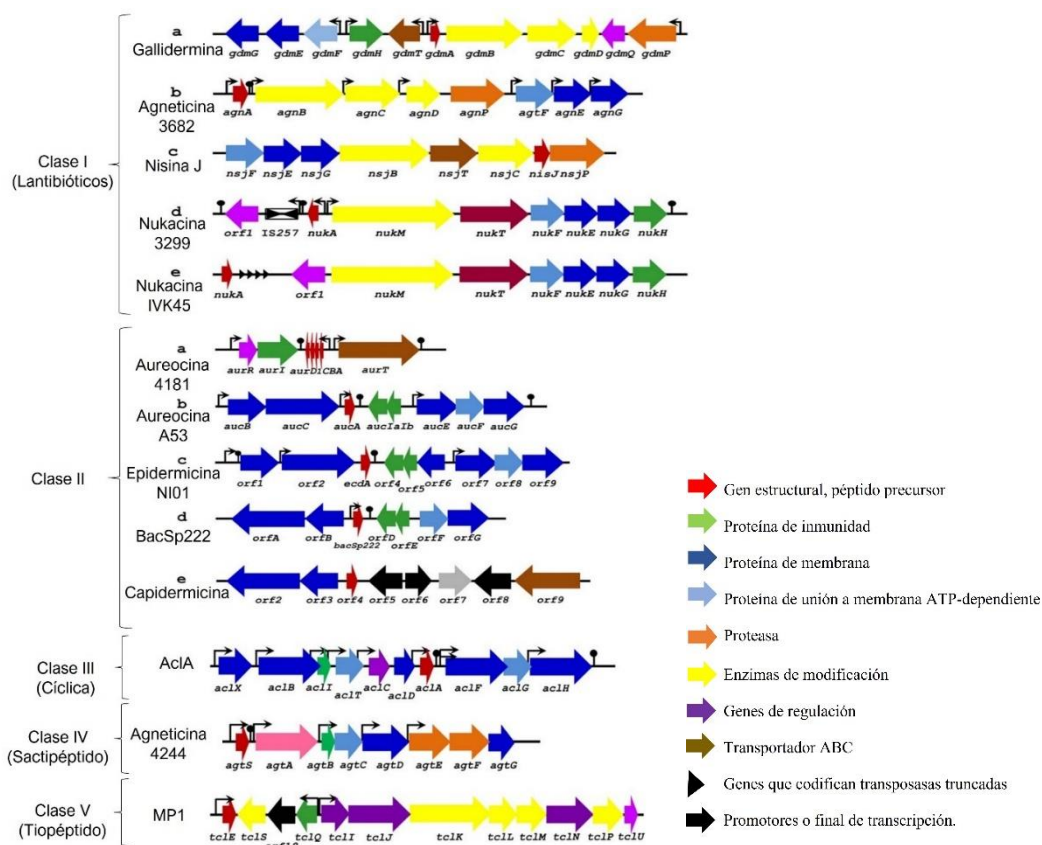 a
Gallidermina
gdmG gdmE gdmF gdmH gdmT gdmA gdmB gdmC gdmD gdmQ gdmP
b
Agneticina
3682
agnA agnB agnC agnD agnP agtF agnE agnG
Clase I
(Lantibióticos)
c
Nisina J
nsjF nsjE nsjG nsjB nsjT nsjC nisJ nsjP
d
Nukacina
3299
orf1 IS257 nukA nukM nukT nukF nukE nukG nukH
e
Nukacina
IVK45
nukA orf1 nukM nukT nukF nukE nukG nukH
a
Aureocina
4181
aurR aurI aurD1CBA aurT
b
Aureocina
A53
aucB aucC aucA aucIaIb aucE aucF aucG
Clase II
c
Epidermicina
NI01
orf1 orf2 ecdA orf4 orf5 orf6 orf7 orf8 orf9
d
BacSp222
orfA orfB bacSp222 orfD orfE orfF orfG
e
Capidermicina
orf2 orf3 orf4 orf5 orf6 orf7 orf8 orf9
Clase III
(Cíclica)
AclA
aclX aclB aclI aclT aclC aclD aclA aclF aclG aclH
Clase IV
(Sactipéptido)
Agneticina
4244
agtS agtA agtB agtC agtD agtE agtF agtG
Clase V
(Tiopéptido)
MP1
tclE tclS tclQ tclI tclJ tclK tclL tclM tclN tclP tclU
Gen estructural, péptido precursor
Proteína de inmunidad
Proteína de membrana
Proteína de unión a membrana ATP-dependiente
Proteasa
Enzimas de modificación
Genes de regulación
Transportador ABC
Genes que codifican transposasas truncadas
Promotores o final de transcripción.